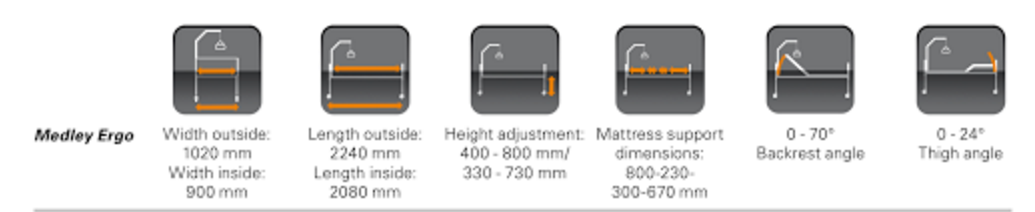 Medley Ergo
Width outside:
1020 mm
Width inside:
900 mm
Length outside:
2240 mm
Length inside:
2080 mm
Height adjustment:
400 - 800 mm/
330 - 730 mm
Mattress support
dimensions:
800-230-
300-670 mm
0 - 70°
Backrest angle
0 - 24°
Thigh angle